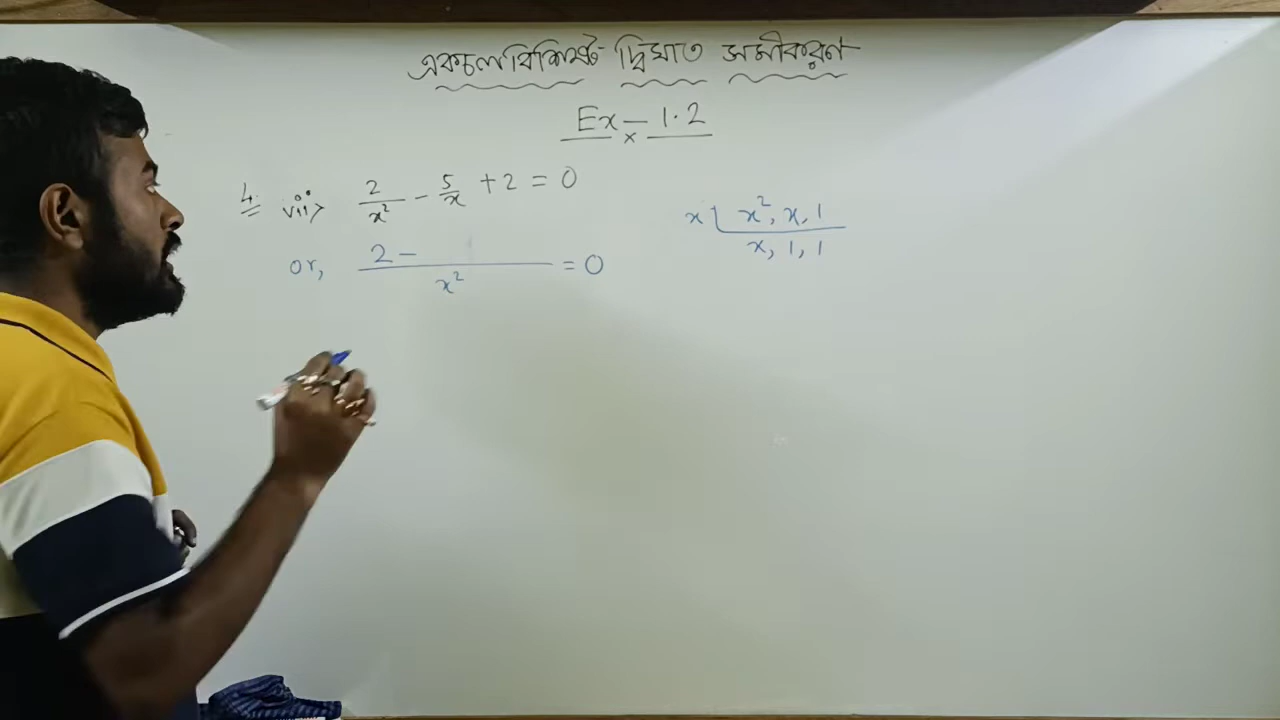 একচলবিশিষ্ট দ্বিঘাত সমীকরণ
Ex – 1.2
4. vii> 2/x² - 5/x + 2 = 0
or, 2 - / x² = 0
x | x², x, 1
x, 1, 1